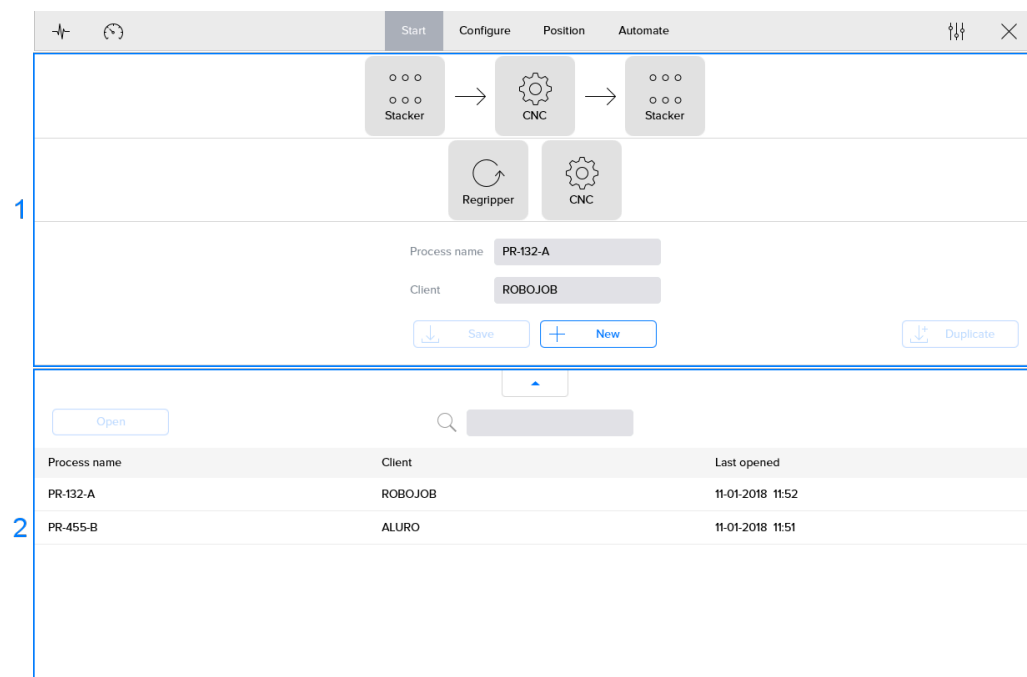 Start Configure Position Automate
Stacker CNC Stacker
1
Regripper CNC
Process name PR-132-A
Client ROBOJOB
Save New Duplicate
2
Open
Process name Client Last opened
PR-132-A ROBOJOB 11-01-2018 11:52
PR-455-B ALURO 11-01-2018 11:51